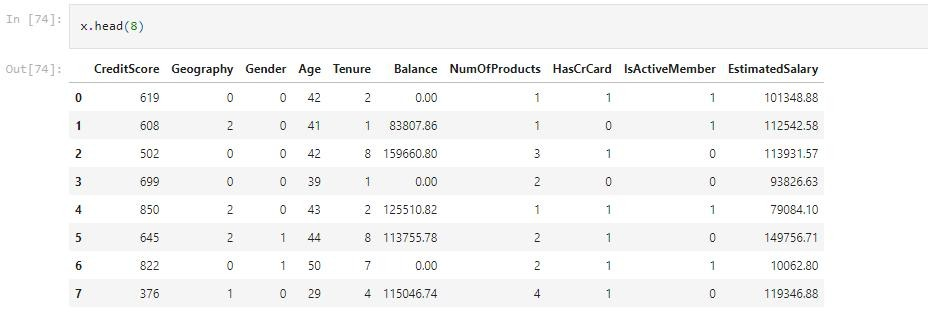 In [74]: x.head(8)
Out[74]: CreditScore Geography Gender Age Tenure Balance NumOfProducts HasCrCard IsActiveMember EstimatedSalary
0 619 0 0 42 2 0.00 1 1 1 101348.88
1 608 2 0 41 1 83807.86 1 0 1 112542.58
2 502 0 0 42 8 159660.80 3 1 0 113931.57
3 699 0 0 39 1 0.00 2 0 0 93826.63
4 850 2 0 43 2 125510.82 1 1 1 79084.10
5 645 2 1 44 8 113755.78 2 1 0 149756.71
6 822 0 1 50 7 0.00 2 1 1 10062.80
7 376 1 0 29 4 115046.74 4 1 0 119346.88